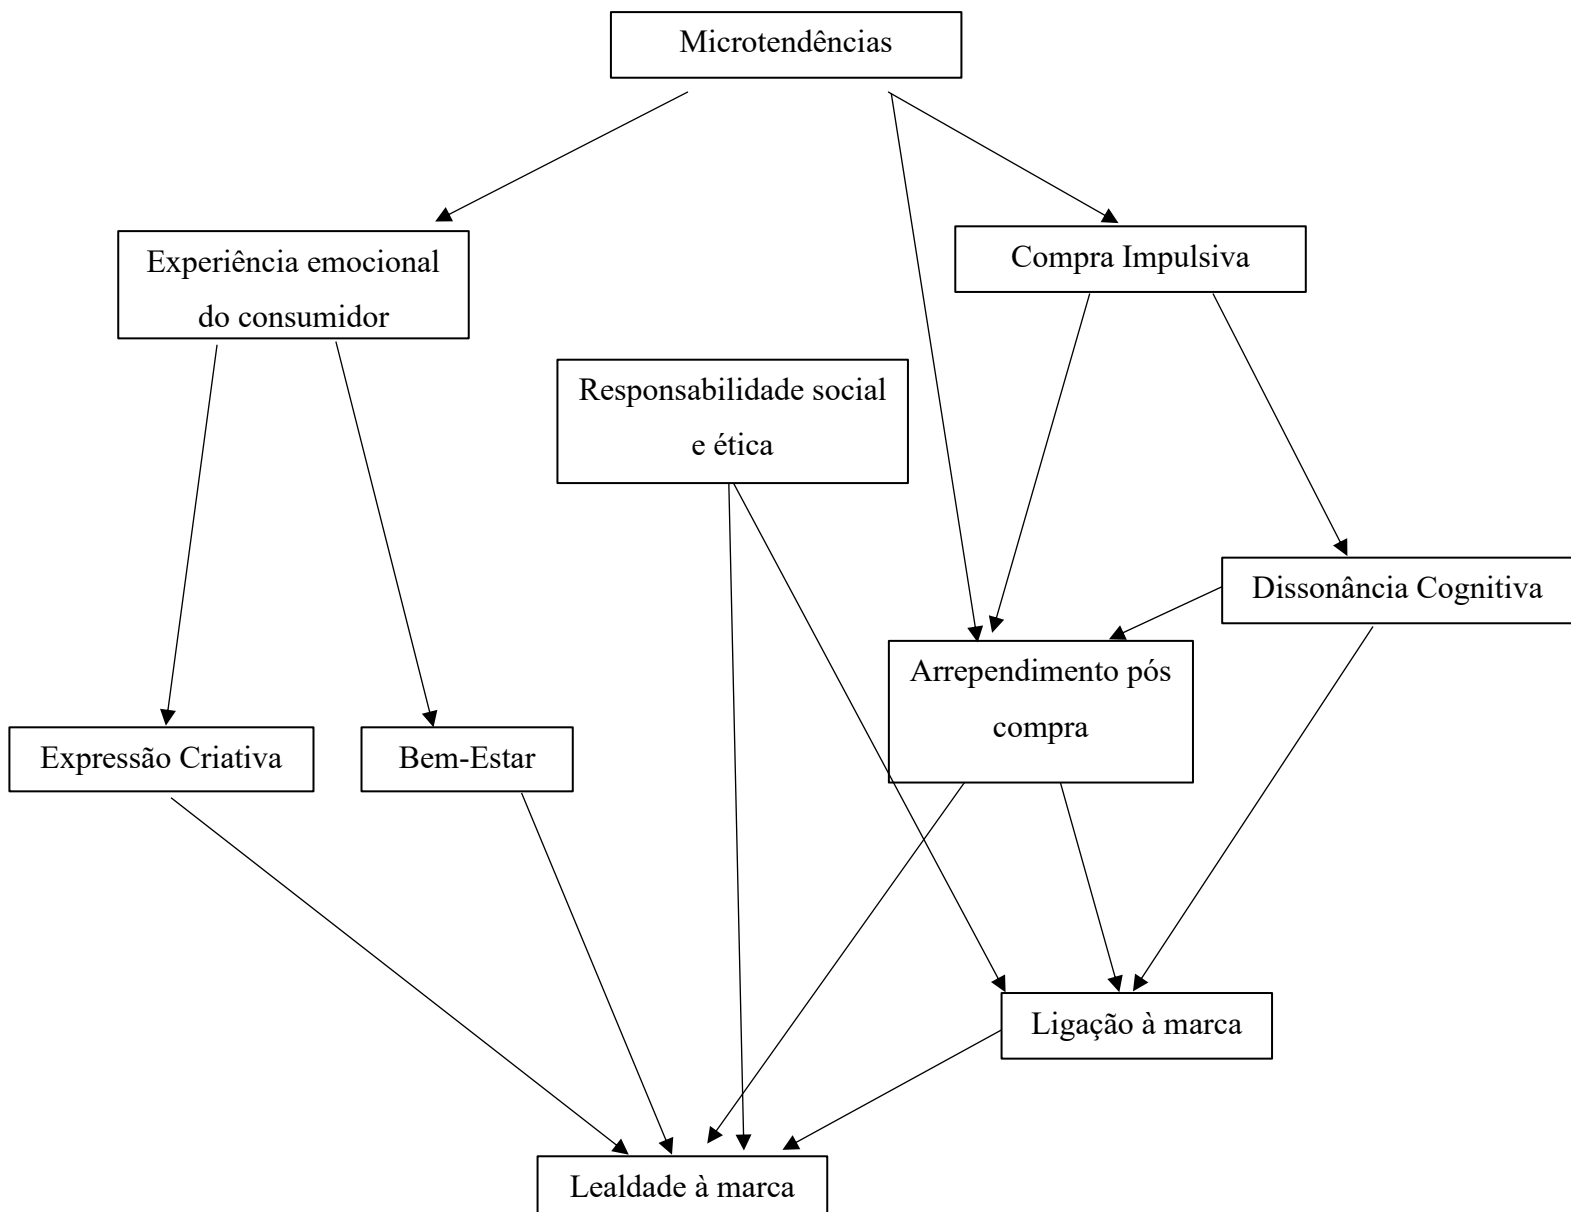 Microtendências
Experiência emocional
do consumidor
Compra Impulsiva
Responsabilidade social
e ética
Dissonância Cognitiva
Arrependimento pós
compra
Expressão Criativa
Bem-Estar
Ligação à marca
Lealdade à marca